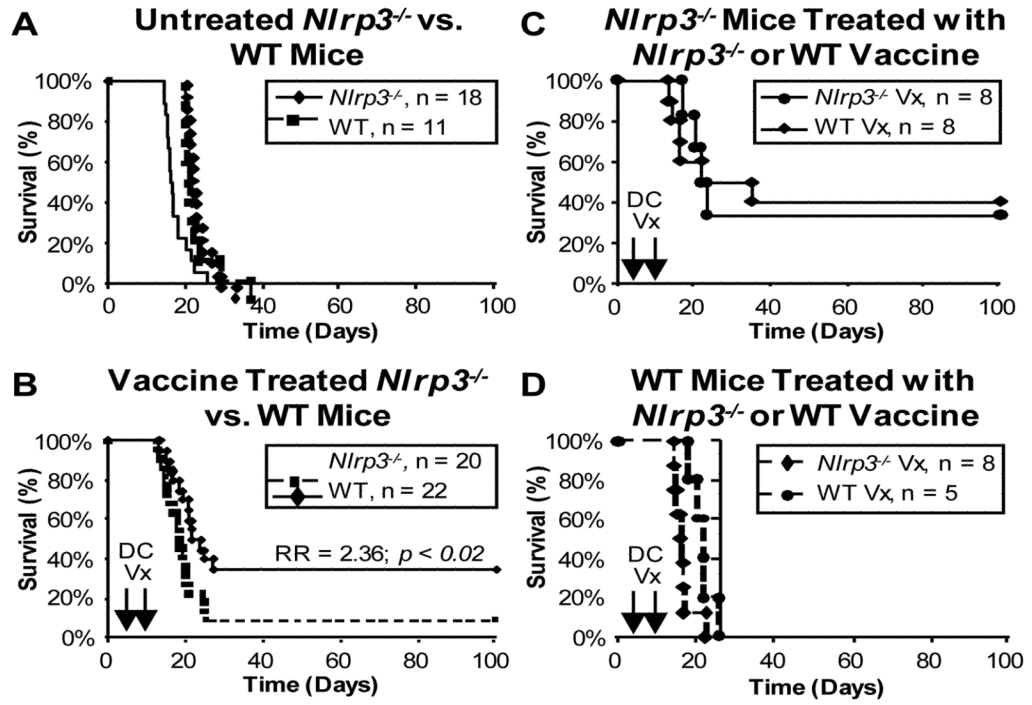 A
Untreated Nlrp3-/- vs.
WT Mice
Survival (%)
100%
80%
60%
40%
20%
0%
Nlrp3-/-, n = 18
WT, n = 11
0 20 40 60 80 100
Time (Days)
B
Vaccine Treated Nlrp3-/-
vs. WT Mice
Survival (%)
100%
80%
60%
40%
20%
0%
Nlrp3-/-, n = 20
WT, n = 22
RR = 2.36; p < 0.02
DC
Vx
0 20 40 60 80 100
Time (Days)
C
Nlrp3-/- Mice Treated with
Nlrp3-/- or WT Vaccine
Survival (%)
100%
80%
60%
40%
20%
0%
Nlrp3-/- Vx, n = 8
WT Vx, n = 8
DC
Vx
0 20 40 60 80 100
Time (Days)
D
WT Mice Treated with
Nlrp3-/- or WT Vaccine
Survival (%)
100%
80%
60%
40%
20%
0%
Nlrp3-/- Vx, n = 8
WT Vx, n = 5
DC
Vx
0 20 40 60 80 100
Time (Days)